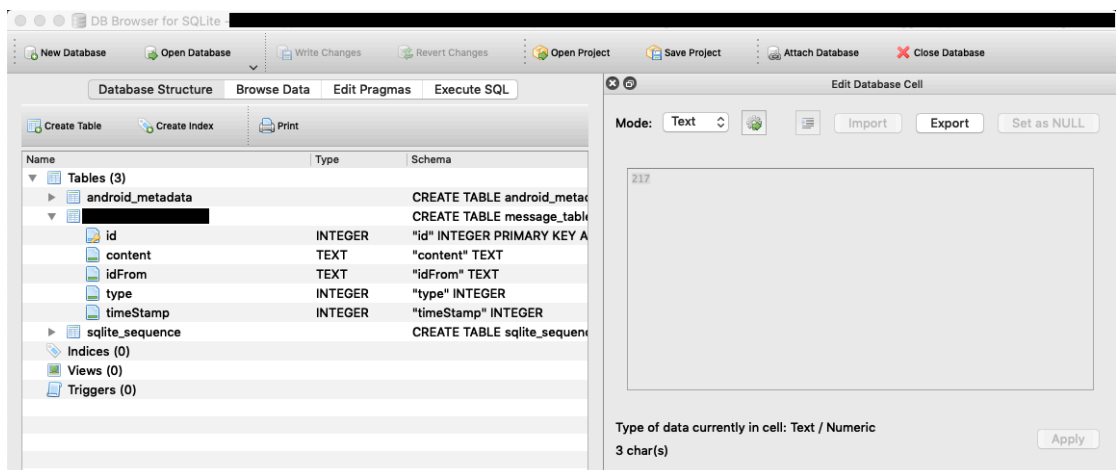 DB Browser for SQLite -
New Database Open Database Write Changes Revert Changes Open Project Save Project Attach Database Close Database
Database Structure Browse Data Edit Pragmas Execute SQL
Create Table Create Index Print
Name Type Schema
Tables (3)
android_metadata CREATE TABLE android_metad
CREATE TABLE message_table
id INTEGER "id" INTEGER PRIMARY KEY A
content TEXT "content" TEXT
idFrom TEXT "idFrom" TEXT
type INTEGER "type" INTEGER
timeStamp INTEGER "timeStamp" INTEGER
sqlite_sequence CREATE TABLE sqlite_sequen
Indices (0)
Views (0)
Triggers (0)
Edit Database Cell
Mode: Text Import Export Set as NULL
217
Type of data currently in cell: Text / Numeric
3 char(s)
Apply